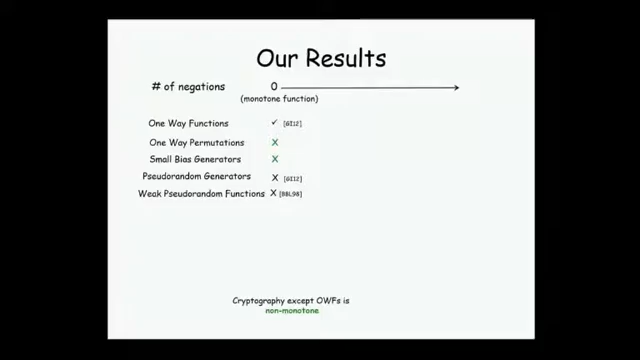 Our Results
# of negations 0
(monotone function)
One Way Functions ✓ [GI12]
One Way Permutations X
Small Bias Generators X
Pseudorandom Generators X [GI12]
Weak Pseudorandom Functions X [BBL98]
Cryptography except OWFs is
non-monotone